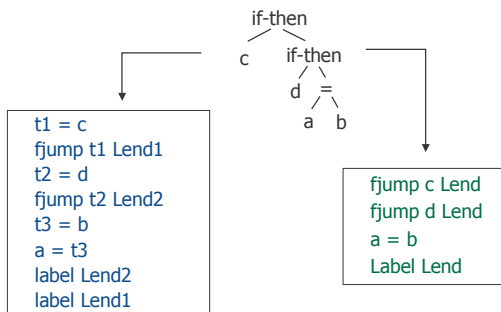 if-then
c if-then
d =
a b
t1 = c
fjump t1 Lend1
t2 = d
fjump t2 Lend2
t3 = b
a = t3
label Lend2
label Lend1
fjump c Lend
fjump d Lend
a = b
Label Lend